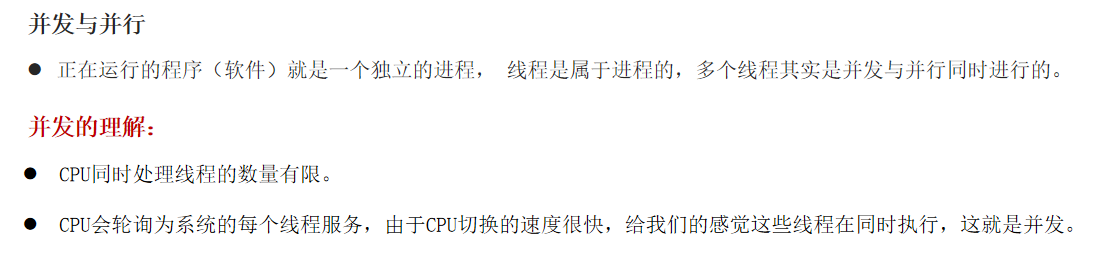 并发与并行
● 正在运行的程序（软件）就是一个独立的进程， 线程是属于进程的，多个线程其实是并发与并行同时进行的。
并发的理解：
● CPU同时处理线程的数量有限。
● CPU会轮询为系统的每个线程服务，由于CPU切换的速度很快，给我们的感觉这些线程在同时执行，这就是并发。